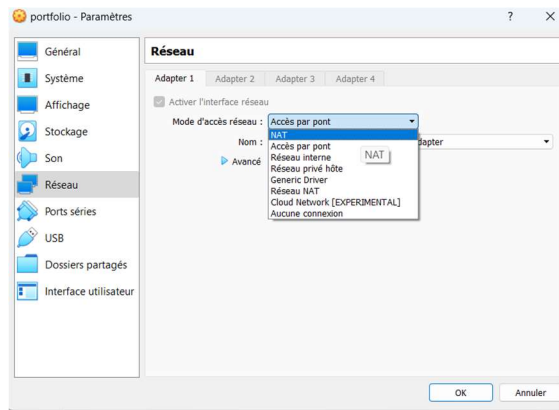 portfolio - Paramètres
?
Général
Système
Affichage
Stockage
Son
Réseau
Ports séries
USB
Dossiers partagés
Interface utilisateur
Réseau
Adapter 1 Adapter 2 Adapter 3 Adapter 4
Activer l'interface réseau
Mode d'accès réseau : Accès par pont
NAT
Accès par pont
Réseau interne
Réseau privé hôte
Generic Driver
Réseau NAT
Cloud Network [EXPERIMENTAL]
Aucune connexion
NAT
Nom : dapter
Avancé
OK Annuler